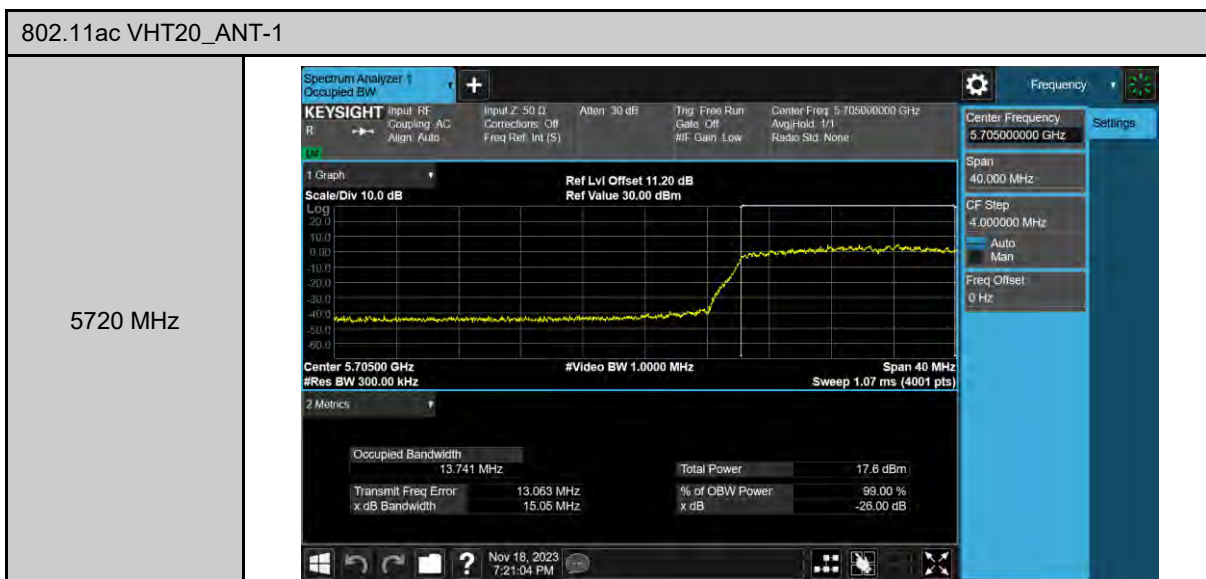 802.11ac VHT20_ANT-1
5720 MHz
Spectrum Analyzer 1
Occupied BW
KEYSIGHT Input: RF
R Coupling: AC
Align: Auto
Input Z: 50 Ω
Corrections: Off
Freq Ref: Int (S)
Atten: 30 dB
Trig: Free Run
Gate: Off
#IF Gain: Low
Center Freq: 5.705000000 GHz
Avg|Hold: 1/1
Radio Std: None
1 Graph
Scale/Div 10.0 dB
Ref Lvl Offset 11.20 dB
Ref Value 30.00 dBm
Log
20.0
10.0
0.00
-10.0
-20.0
-30.0
-40.0
-50.0
-60.0
Center 5.70500 GHz
#Res BW 300.00 kHz
#Video BW 1.0000 MHz
Span 40 MHz
Sweep 1.07 ms (4001 pts)
2 Metrics
Occupied Bandwidth
13.741 MHz
Total Power 17.6 dBm
Transmit Freq Error 13.063 MHz
% of OBW Power 99.00 %
x dB Bandwidth 15.05 MHz
x dB -26.00 dB
Nov 18, 2023
7:21:04 PM
Frequency
Settings
Center Frequency
5.705000000 GHz
Span
40.000 MHz
CF Step
4.000000 MHz
Auto
Man
Freq Offset
0 Hz